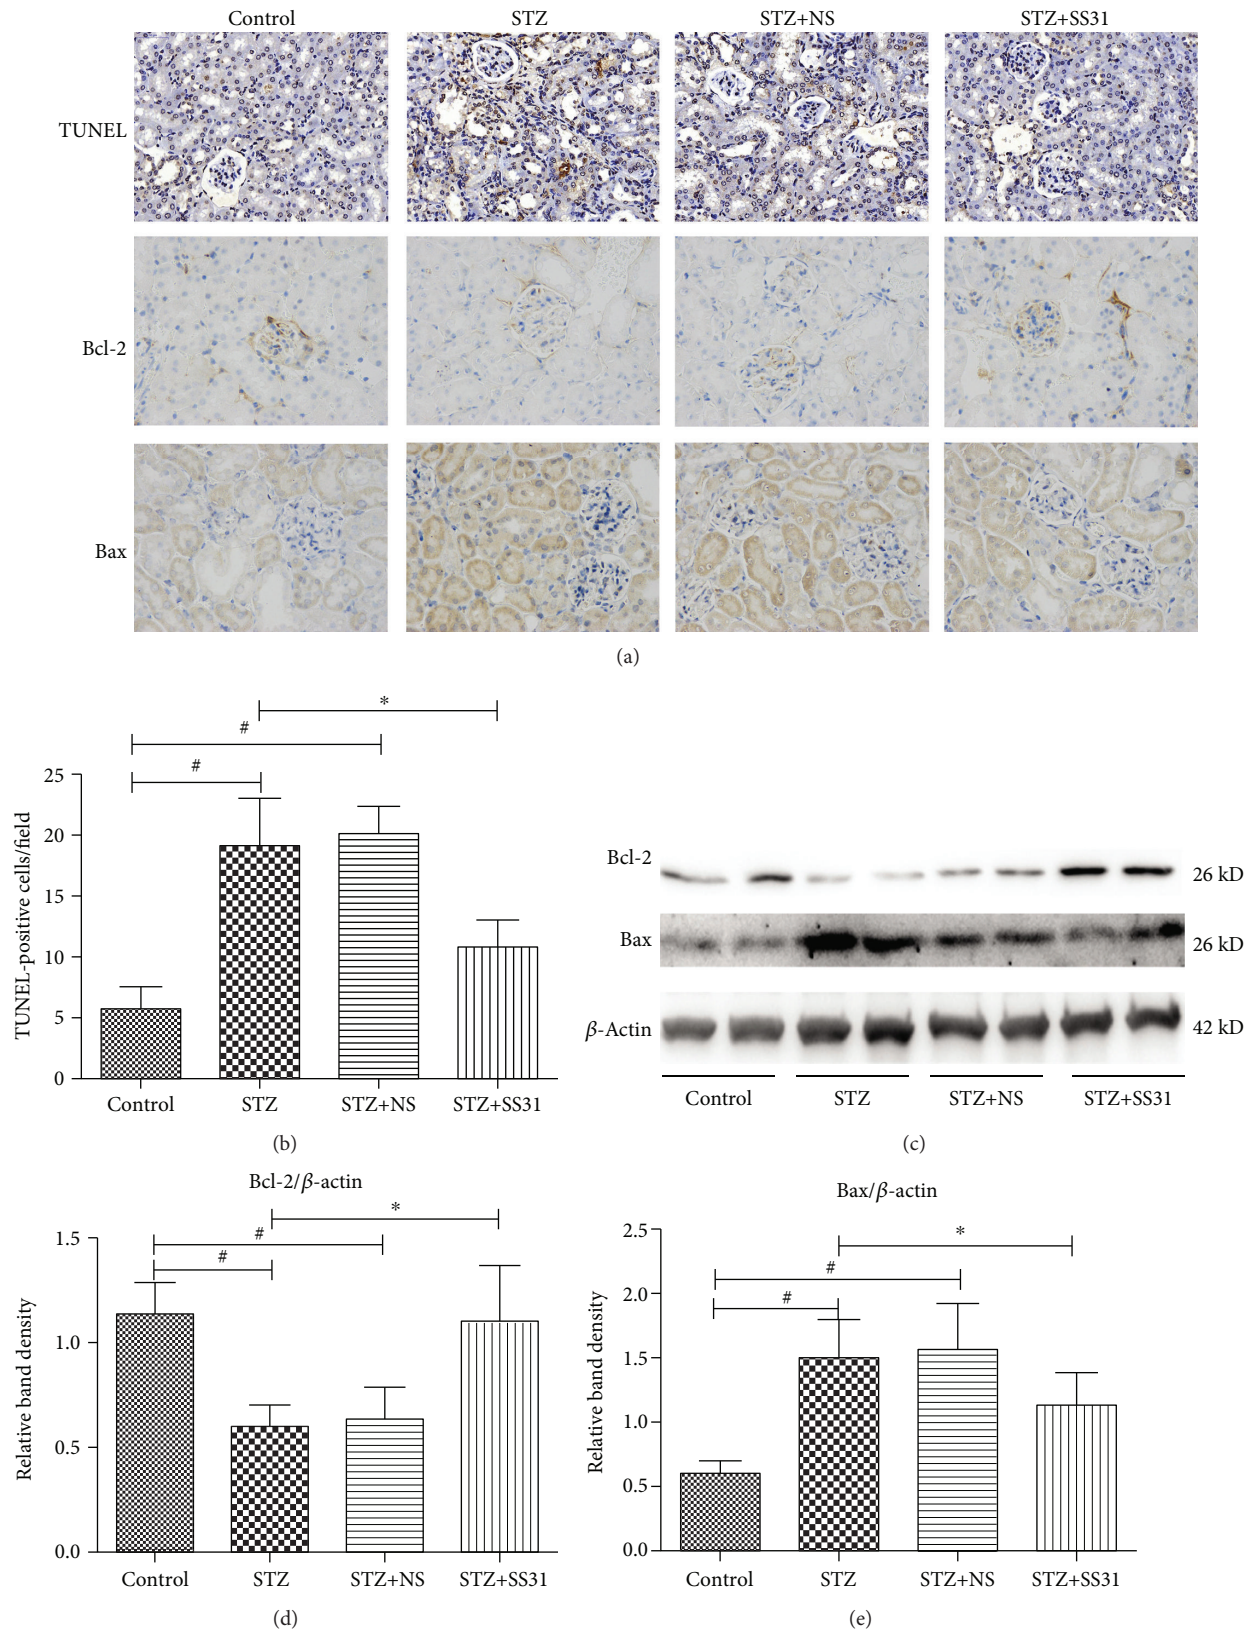 Control STZ STZ+NS STZ+SS31
TUNEL
Bcl-2
Bax
(a)
* 
#
#
25
20
15
10
5
0
TUNEL-positive cells/field
Control STZ STZ+NS STZ+SS31
(b)
Bcl-2 26 kD
Bax 26 kD
β-Actin 42 kD
Control STZ STZ+NS STZ+SS31
(c)
Bcl-2/β-actin
*
#
#
1.5
1.0
0.5
0.0
Relative band density
Control STZ STZ+NS STZ+SS31
(d)
Bax/β-actin
*
#
#
2.5
2.0
1.5
1.0
0.5
0.0
Relative band density
Control STZ STZ+NS STZ+SS31
(e)